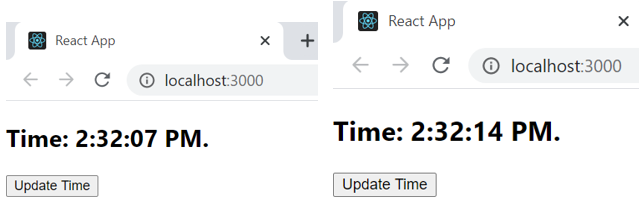 React App
localhost:3000
Time: 2:32:07 PM.
Update Time
React App
localhost:3000
Time: 2:32:14 PM.
Update Time